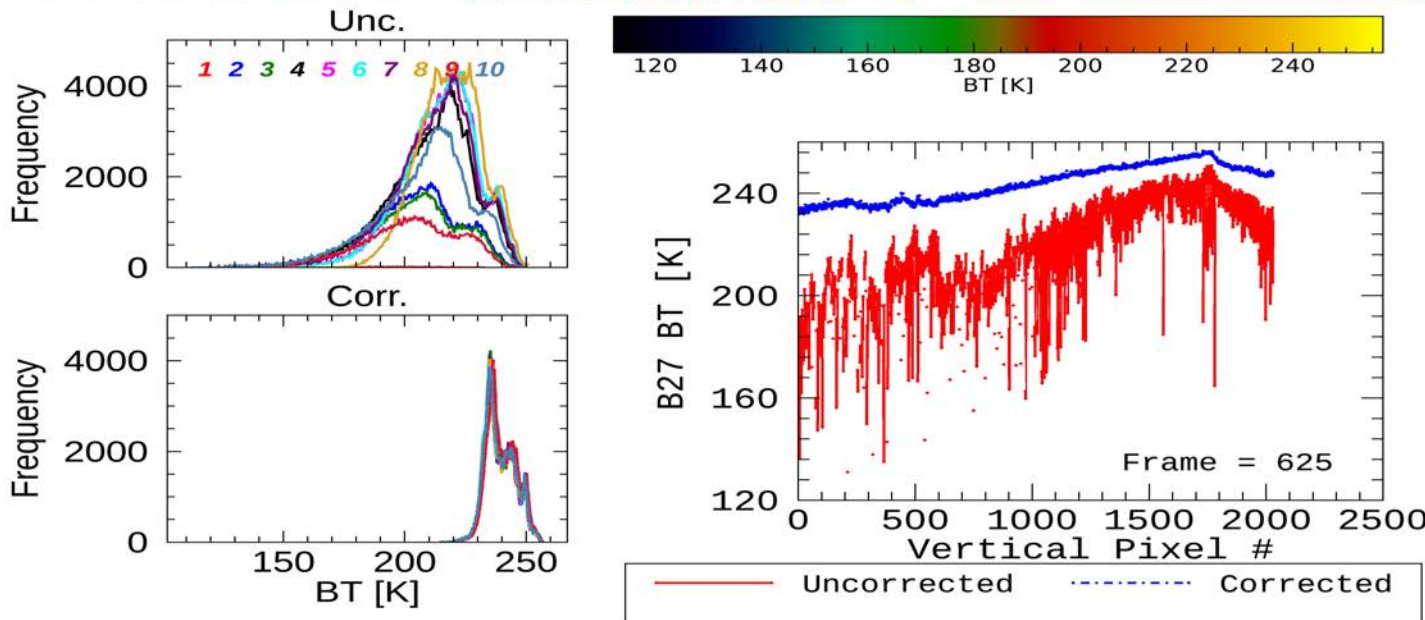 Unc.
1 2 3 4 5 6 7 8 9 10
Frequency
4000
2000
0
Corr.
Frequency
4000
2000
0
150 200 250
BT [K]
120 140 160 180 200 220 240
BT [K]
B27 BT [K]
240
200
160
120
Frame = 625
0 500 1000 1500 2000 2500
Vertical Pixel #
Uncorrected Corrected